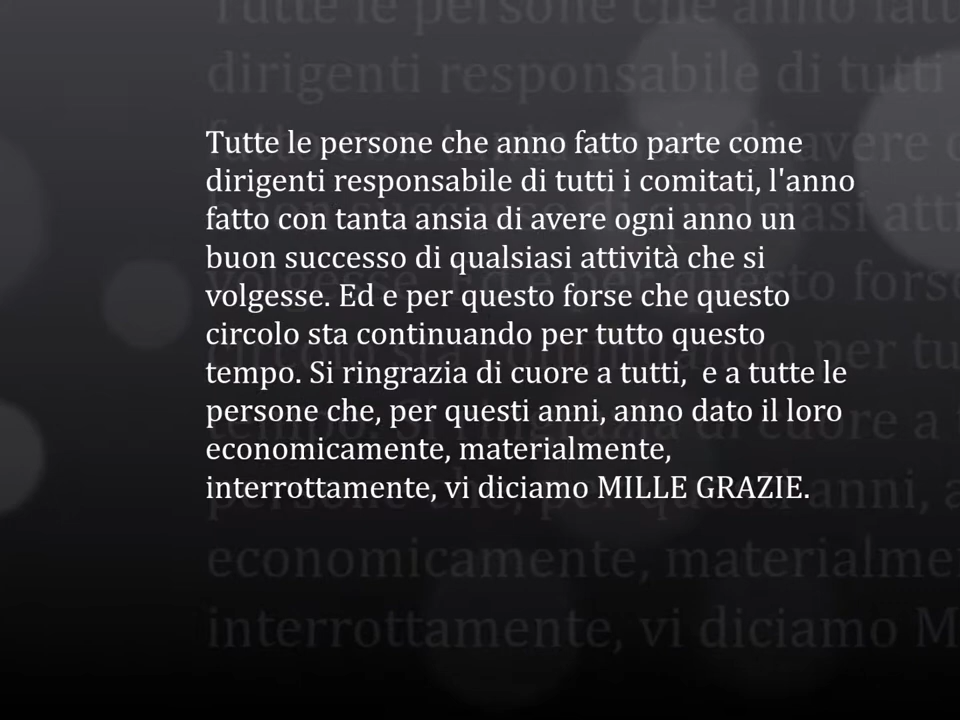 Tutte le persone che anno fatto parte come
dirigenti responsabile di tutti i comitati, l'anno
fatto con tanta ansia di avere ogni anno un
buon successo di qualsiasi attività che si
volgesse. Ed e per questo forse che questo
circolo sta continuando per tutto questo
tempo. Si ringrazia di cuore a tutti,  e a tutte le
persone che, per questi anni, anno dato il loro
economicamente, materialmente,
interrottamente, vi diciamo MILLE GRAZIE.